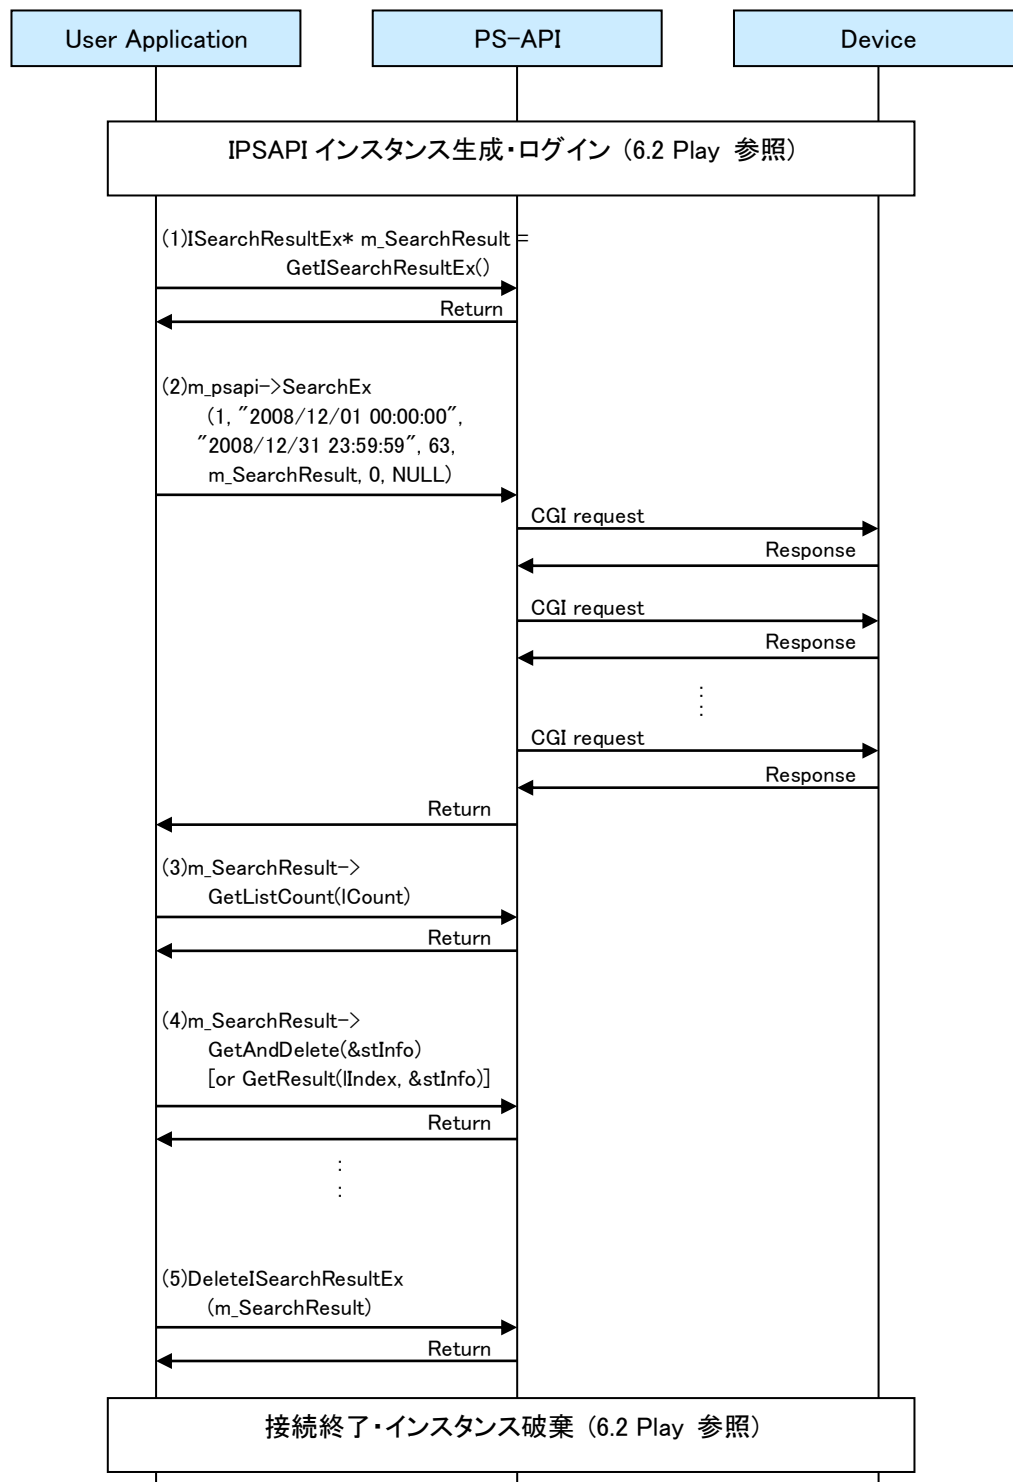 User Application
PS-API
Device
IPSAPI インスタンス生成・ログイン (6.2 Play 参照)
(1)ISearchResultEx* m_SearchResult =
GetISearchResultEx()
Return
(2)m_psapi->SearchEx
(1, "2008/12/01 00:00:00",
"2008/12/31 23:59:59", 63,
m_SearchResult, 0, NULL)
CGI request
Response
CGI request
Response
:
:
CGI request
Response
Return
(3)m_SearchResult->
GetListCount(lCount)
Return
(4)m_SearchResult->
GetAndDelete(&stInfo)
[or GetResult(lIndex, &stInfo)]
Return
:
:
(5)DeleteISearchResultEx
(m_SearchResult)
Return
接続終了・インスタンス破棄 (6.2 Play 参照)